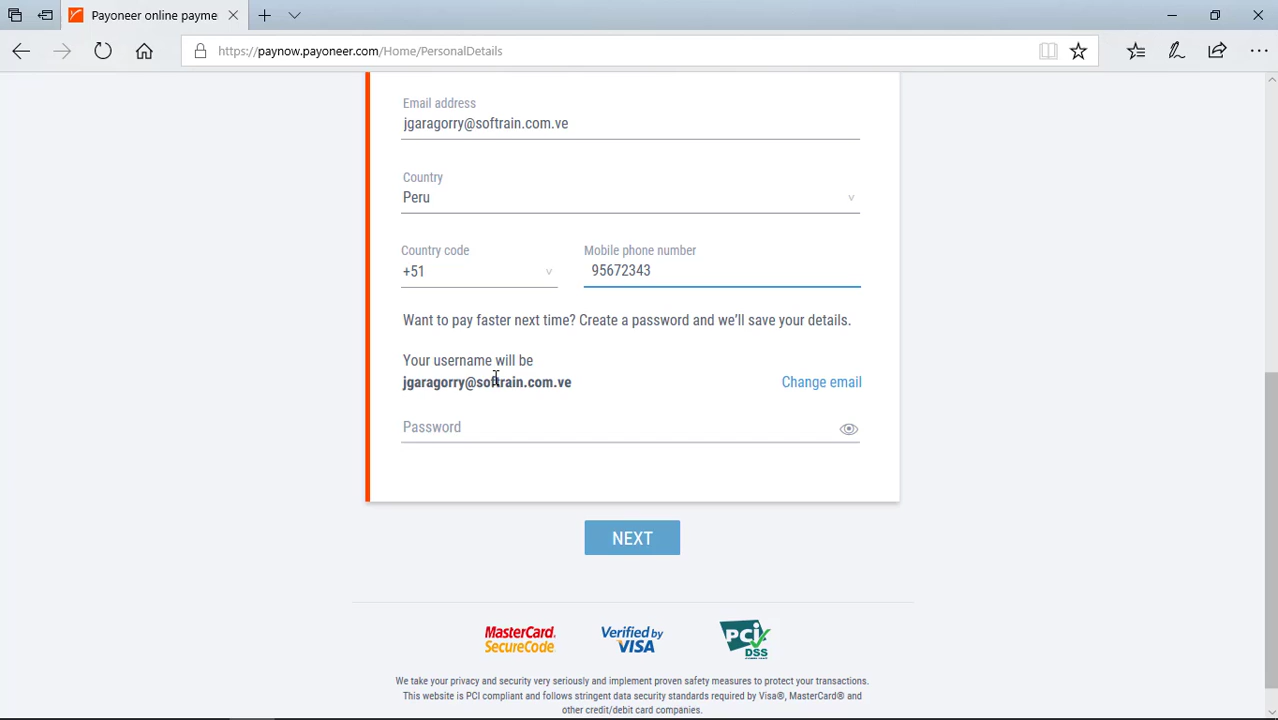 Payoneer online payme
https://paynow.payoneer.com/Home/PersonalDetails
Email address
jgaragorry@softrain.com.ve
Country
Peru
Country code
Mobile phone number
+51
95672343
Want to pay faster next time? Create a password and we'll save your details.
Your username will be
jgaragorry@softrain.com.ve
Change email
Password
NEXT
MasterCard.
SecureCode
Verified by
VISA
PCI
DSS
We take your privacy and security very seriously and implement proven safety measures to protect your transactions.
This website is PCI compliant and follows stringent data security standards required by Visa®, MasterCard® and
other credit/debit card companies.